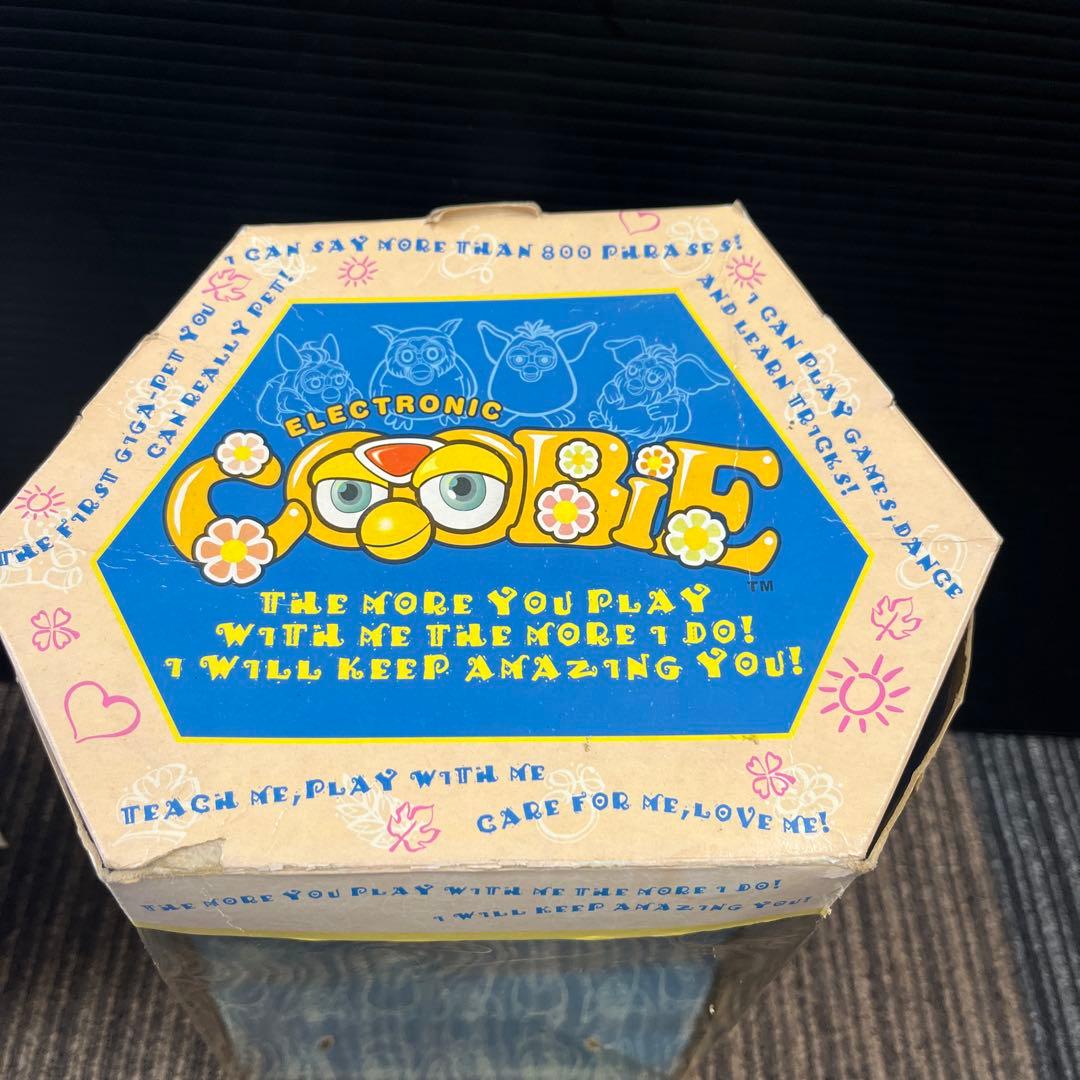 I CAN SAY MORE THAN 800 PHRASES!
THE FIRST GIGA-PET YOU
CAN REALLY PET!
I CAN PLAY GAMES, DANCE
AND LEARN TRICKS!
ELECTRONIC
COOBIE
TM
THE MORE YOU PLAY
WITH ME THE MORE I DO!
I WILL KEEP AMAZING YOU!
TEACH ME, PLAY WITH ME
CARE FOR ME, LOVE ME!
THE MORE YOU PLAY WITH ME THE MORE I DO!
I WILL KEEP AMAZING YOU!